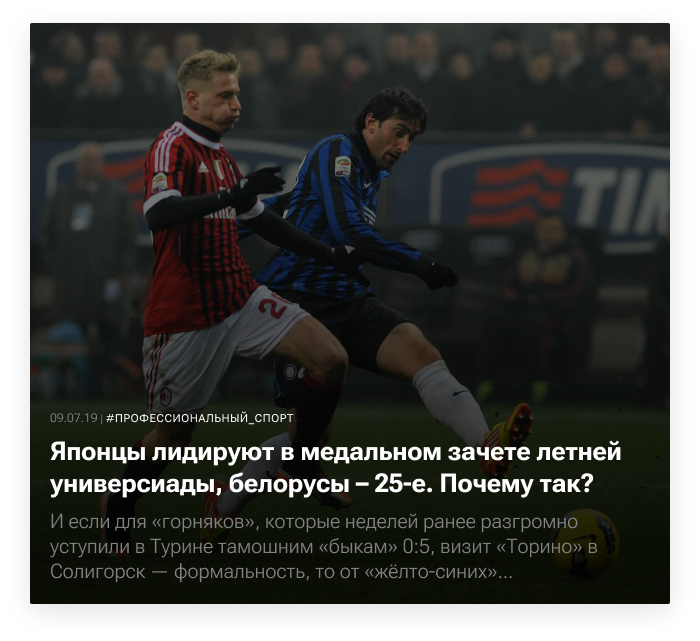 TIM
09.07.19 | #ПРОФЕССИОНАЛЬНЫЙ_СПОРТ
Японцы лидируют в медальном зачете летней
универсиады, белорусы – 25-е. Почему так?
И если для «горняков», которые неделей ранее разгромно
уступили в Турине тамошним «быкам» 0:5, визит «Торино» в
Солигорск — формальность, то от «жёлто-синих»...